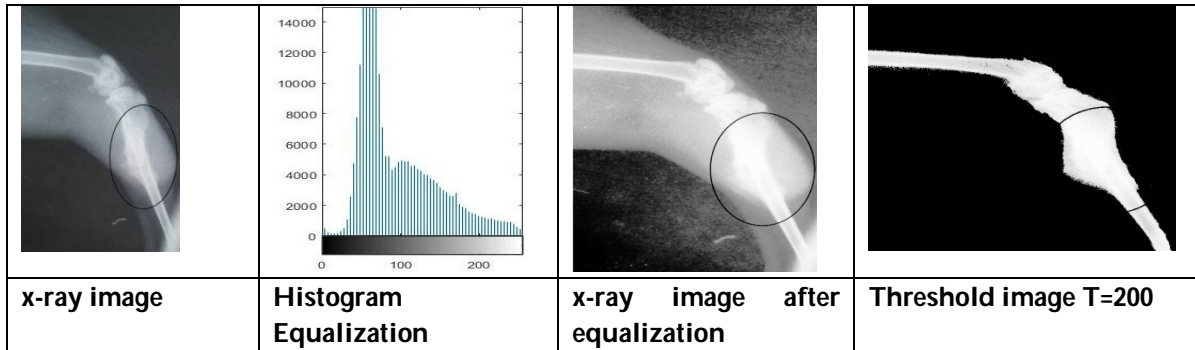 14000
12000
10000
8000
6000
4000
2000
0
0 100 200
x-ray image
Histogram
Equalization
x-ray image after
equalization
Threshold image T=200